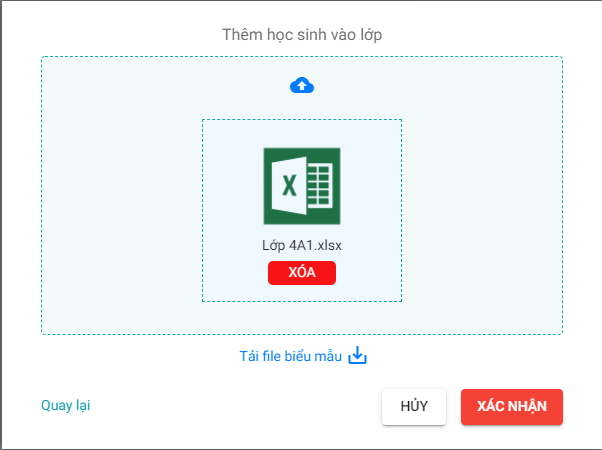 Thêm học sinh vào lớp
Lớp 4A1.xlsx
XÓA
Tải file biểu mẫu
Quay lại
HỦY
XÁC NHẬN